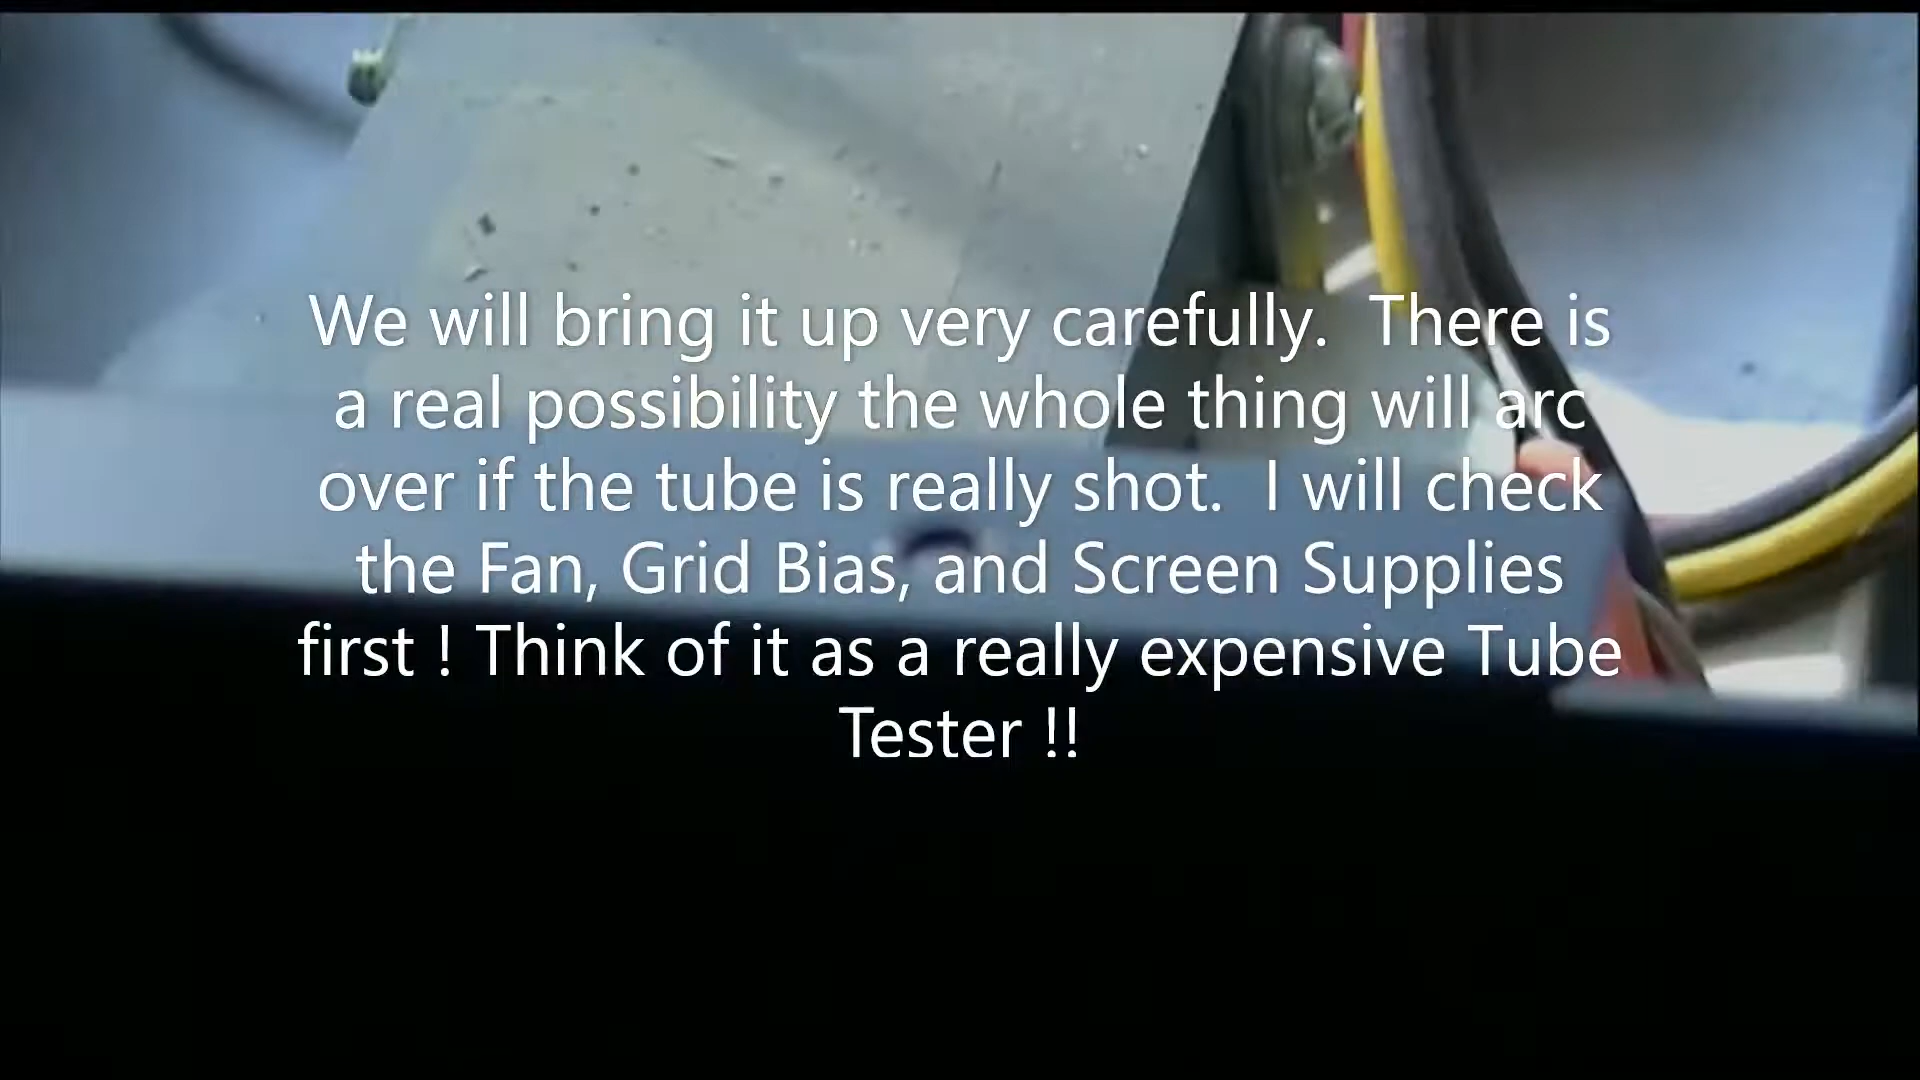 We will bring it up very carefully.  There is
a real possibility the whole thing will arc
over if the tube is really shot.  I will check
the Fan, Grid Bias, and Screen Supplies
first ! Think of it as a really expensive Tube
Tester !!